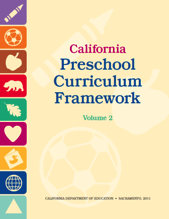 California
Preschool
Curriculum
Framework
Volume 2
CALIFORNIA DEPARTMENT OF EDUCATION • SACRAMENTO, 2011